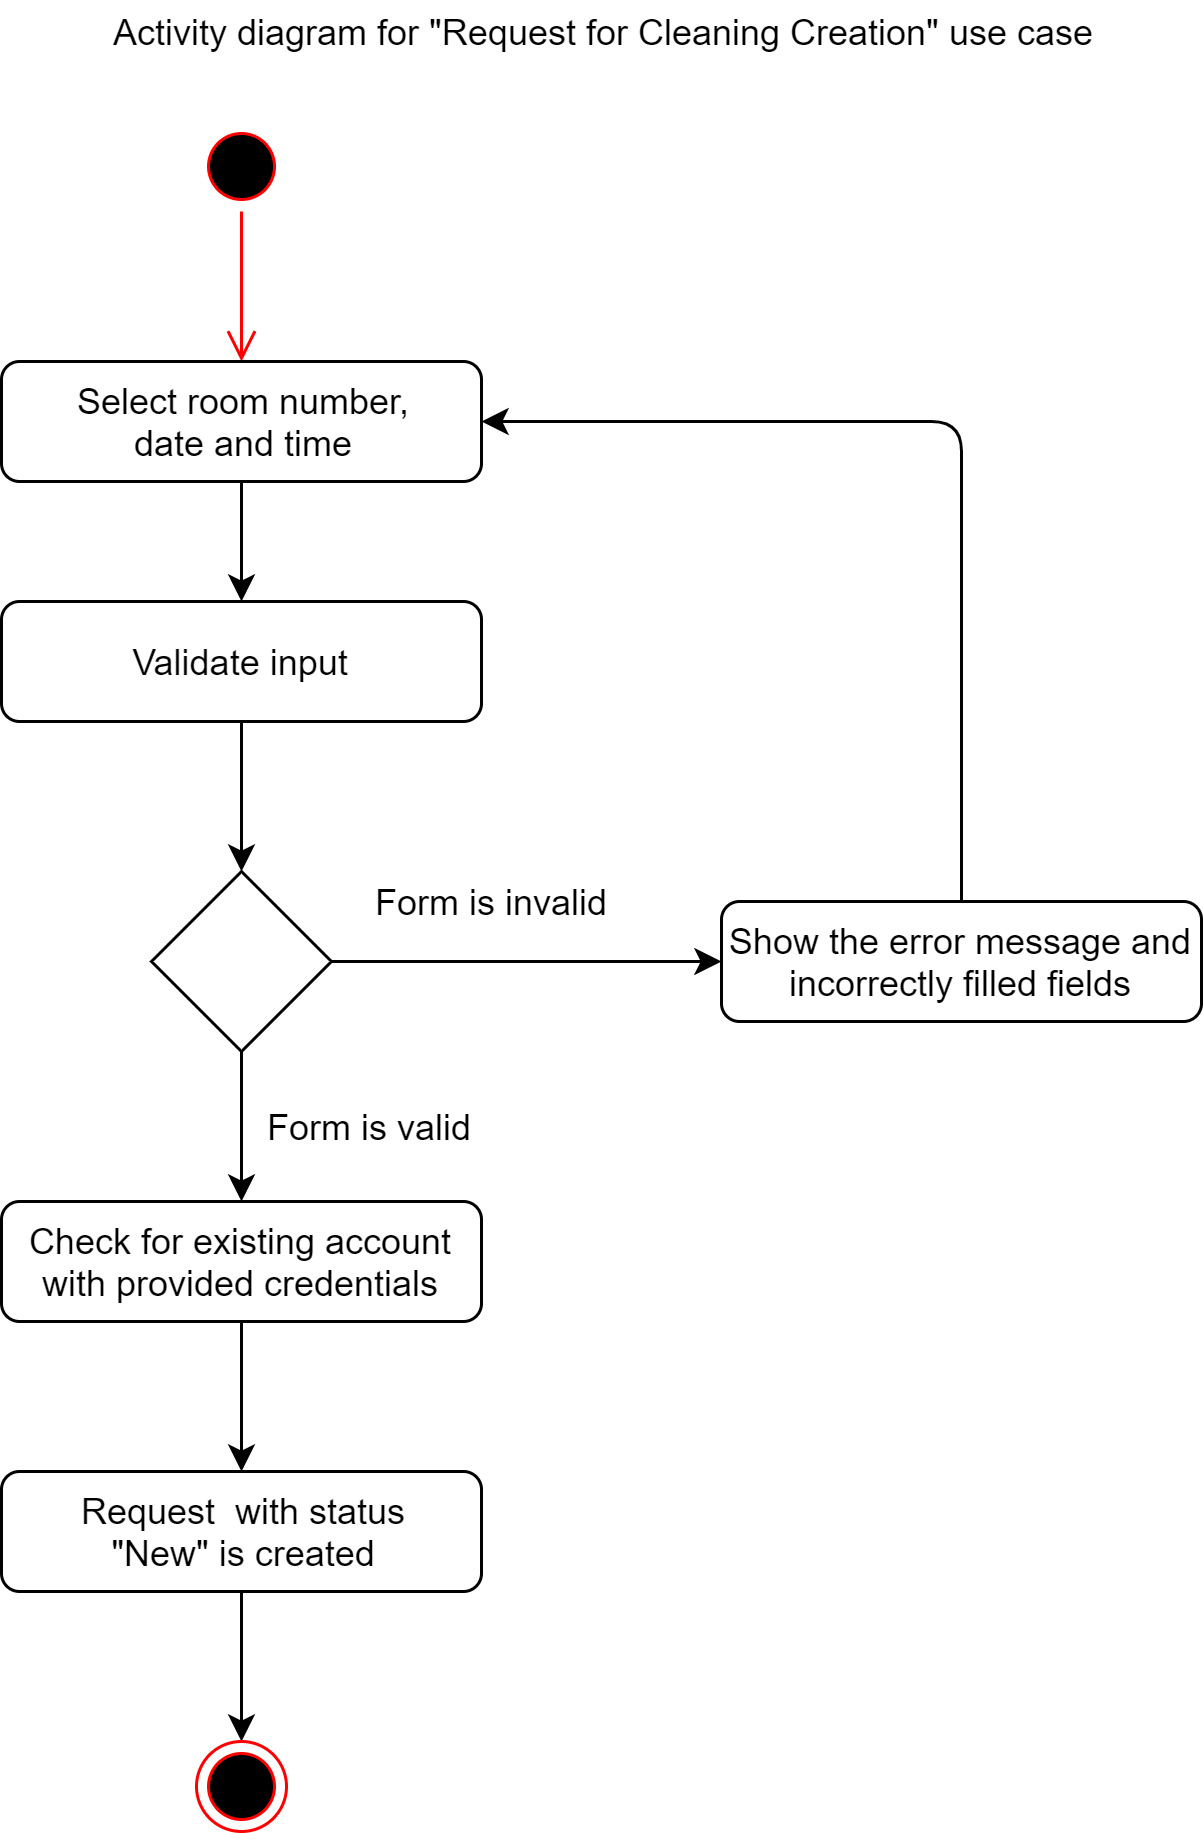 Activity diagram for "Request for Cleaning Creation" use case
Select room number,
date and time
Validate input
Form is invalid
Show the error message and
incorrectly filled fields
Form is valid
Check for existing account
with provided credentials
Request  with status
"New" is created